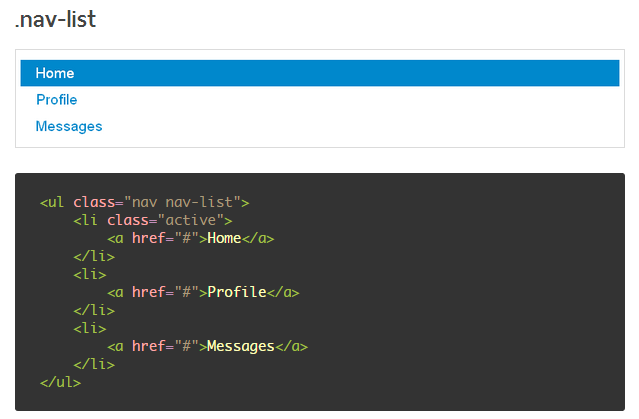 .nav-list
Home
Profile
Messages
<ul class="nav nav-list">
    <li class="active">
        <a href="#">Home</a>
    </li>
    <li>
        <a href="#">Profile</a>
    </li>
    <li>
        <a href="#">Messages</a>
    </li>
</ul>